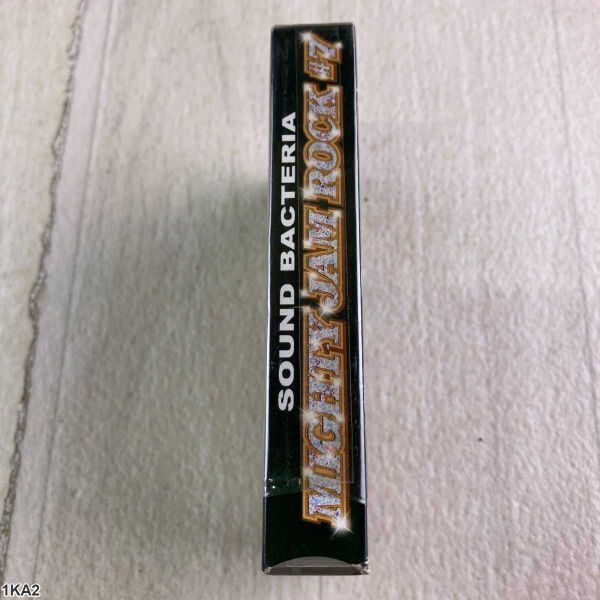 SOUND BACTERIA
MIGHTY JAM ROCK #7
1KA2